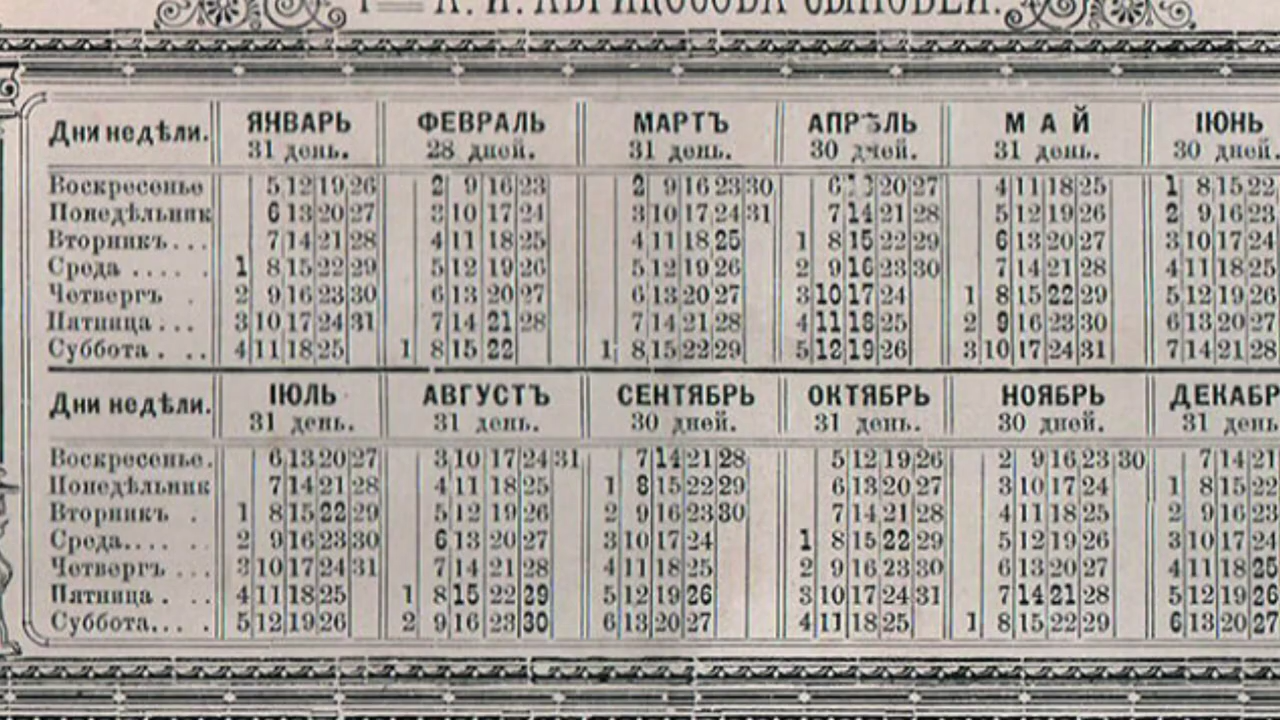 А. И. АБРИКОСОВА СЫНОВЕЙ.
Дни недѣли. ЯНВАРЬ ФЕВРАЛЬ МАРТЪ АПРѢЛЬ МАЙ IЮНЬ
31 день. 28 дней. 31 день. 30 дней. 31 день. 30 дней.
Воскресенье 5 12 19 26 2 9 16 23 2 9 16 23 30 6 13 20 27 4 11 18 25 1 8 15 22
Понедѣльник 6 13 20 27 3 10 17 24 3 10 17 24 31 7 14 21 28 5 12 19 26 2 9 16 23
Вторникъ... 7 14 21 28 4 11 18 25 4 11 18 25 1 8 15 22 29 6 13 20 27 3 10 17 24
Среда .... . 1 8 15 22 29 5 12 19 26 5 12 19 26 2 9 16 23 30 7 14 21 28 4 11 18 25
Четвергъ . 2 9 16 23 30 6 13 20 27 6 13 20 27 3 10 17 24 1 8 15 22 29 5 12 19 26
Пятница ... 3 10 17 24 31 7 14 21 28 7 14 21 28 4 11 18 25 2 9 16 23 30 6 13 20 27
Суббота . .. 4 11 18 25 1 8 15 22 1 8 15 22 29 5 12 19 26 3 10 17 24 31 7 14 21 28
Дни недѣли. IЮЛЬ АВГУСТЪ СЕНТЯБРЬ ОКТЯБРЬ НОЯБРЬ ДЕКАБР
31 день. 31 день. 30 дней. 31 день. 30 дней. 31 день
Воскресенье. 6 13 20 27 3 10 17 24 31 7 14 21 28 5 12 19 26 2 9 16 23 30 7 14 21
Понедѣльник 7 14 21 28 4 11 18 25 1 8 15 22 29 6 13 20 27 3 10 17 24 1 8 15 22
Вторникъ . 1 8 15 22 29 5 12 19 26 2 9 16 23 30 7 14 21 28 4 11 18 25 2 9 16 23
Среда.... . 2 9 16 23 30 6 13 20 27 3 10 17 24 1 8 15 22 29 5 12 19 26 3 10 17 24
Четвергъ ... 3 10 17 24 31 7 14 21 28 4 11 18 25 2 9 16 23 30 6 13 20 27 4 11 18 25
Пятница . .. 4 11 18 25 1 8 15 22 29 5 12 19 26 3 10 17 24 31 7 14 21 28 5 12 19 26
Суббота... . 5 12 19 26 2 9 16 23 30 6 13 20 27 4 11 18 25 1 8 15 22 29 6 13 20 27